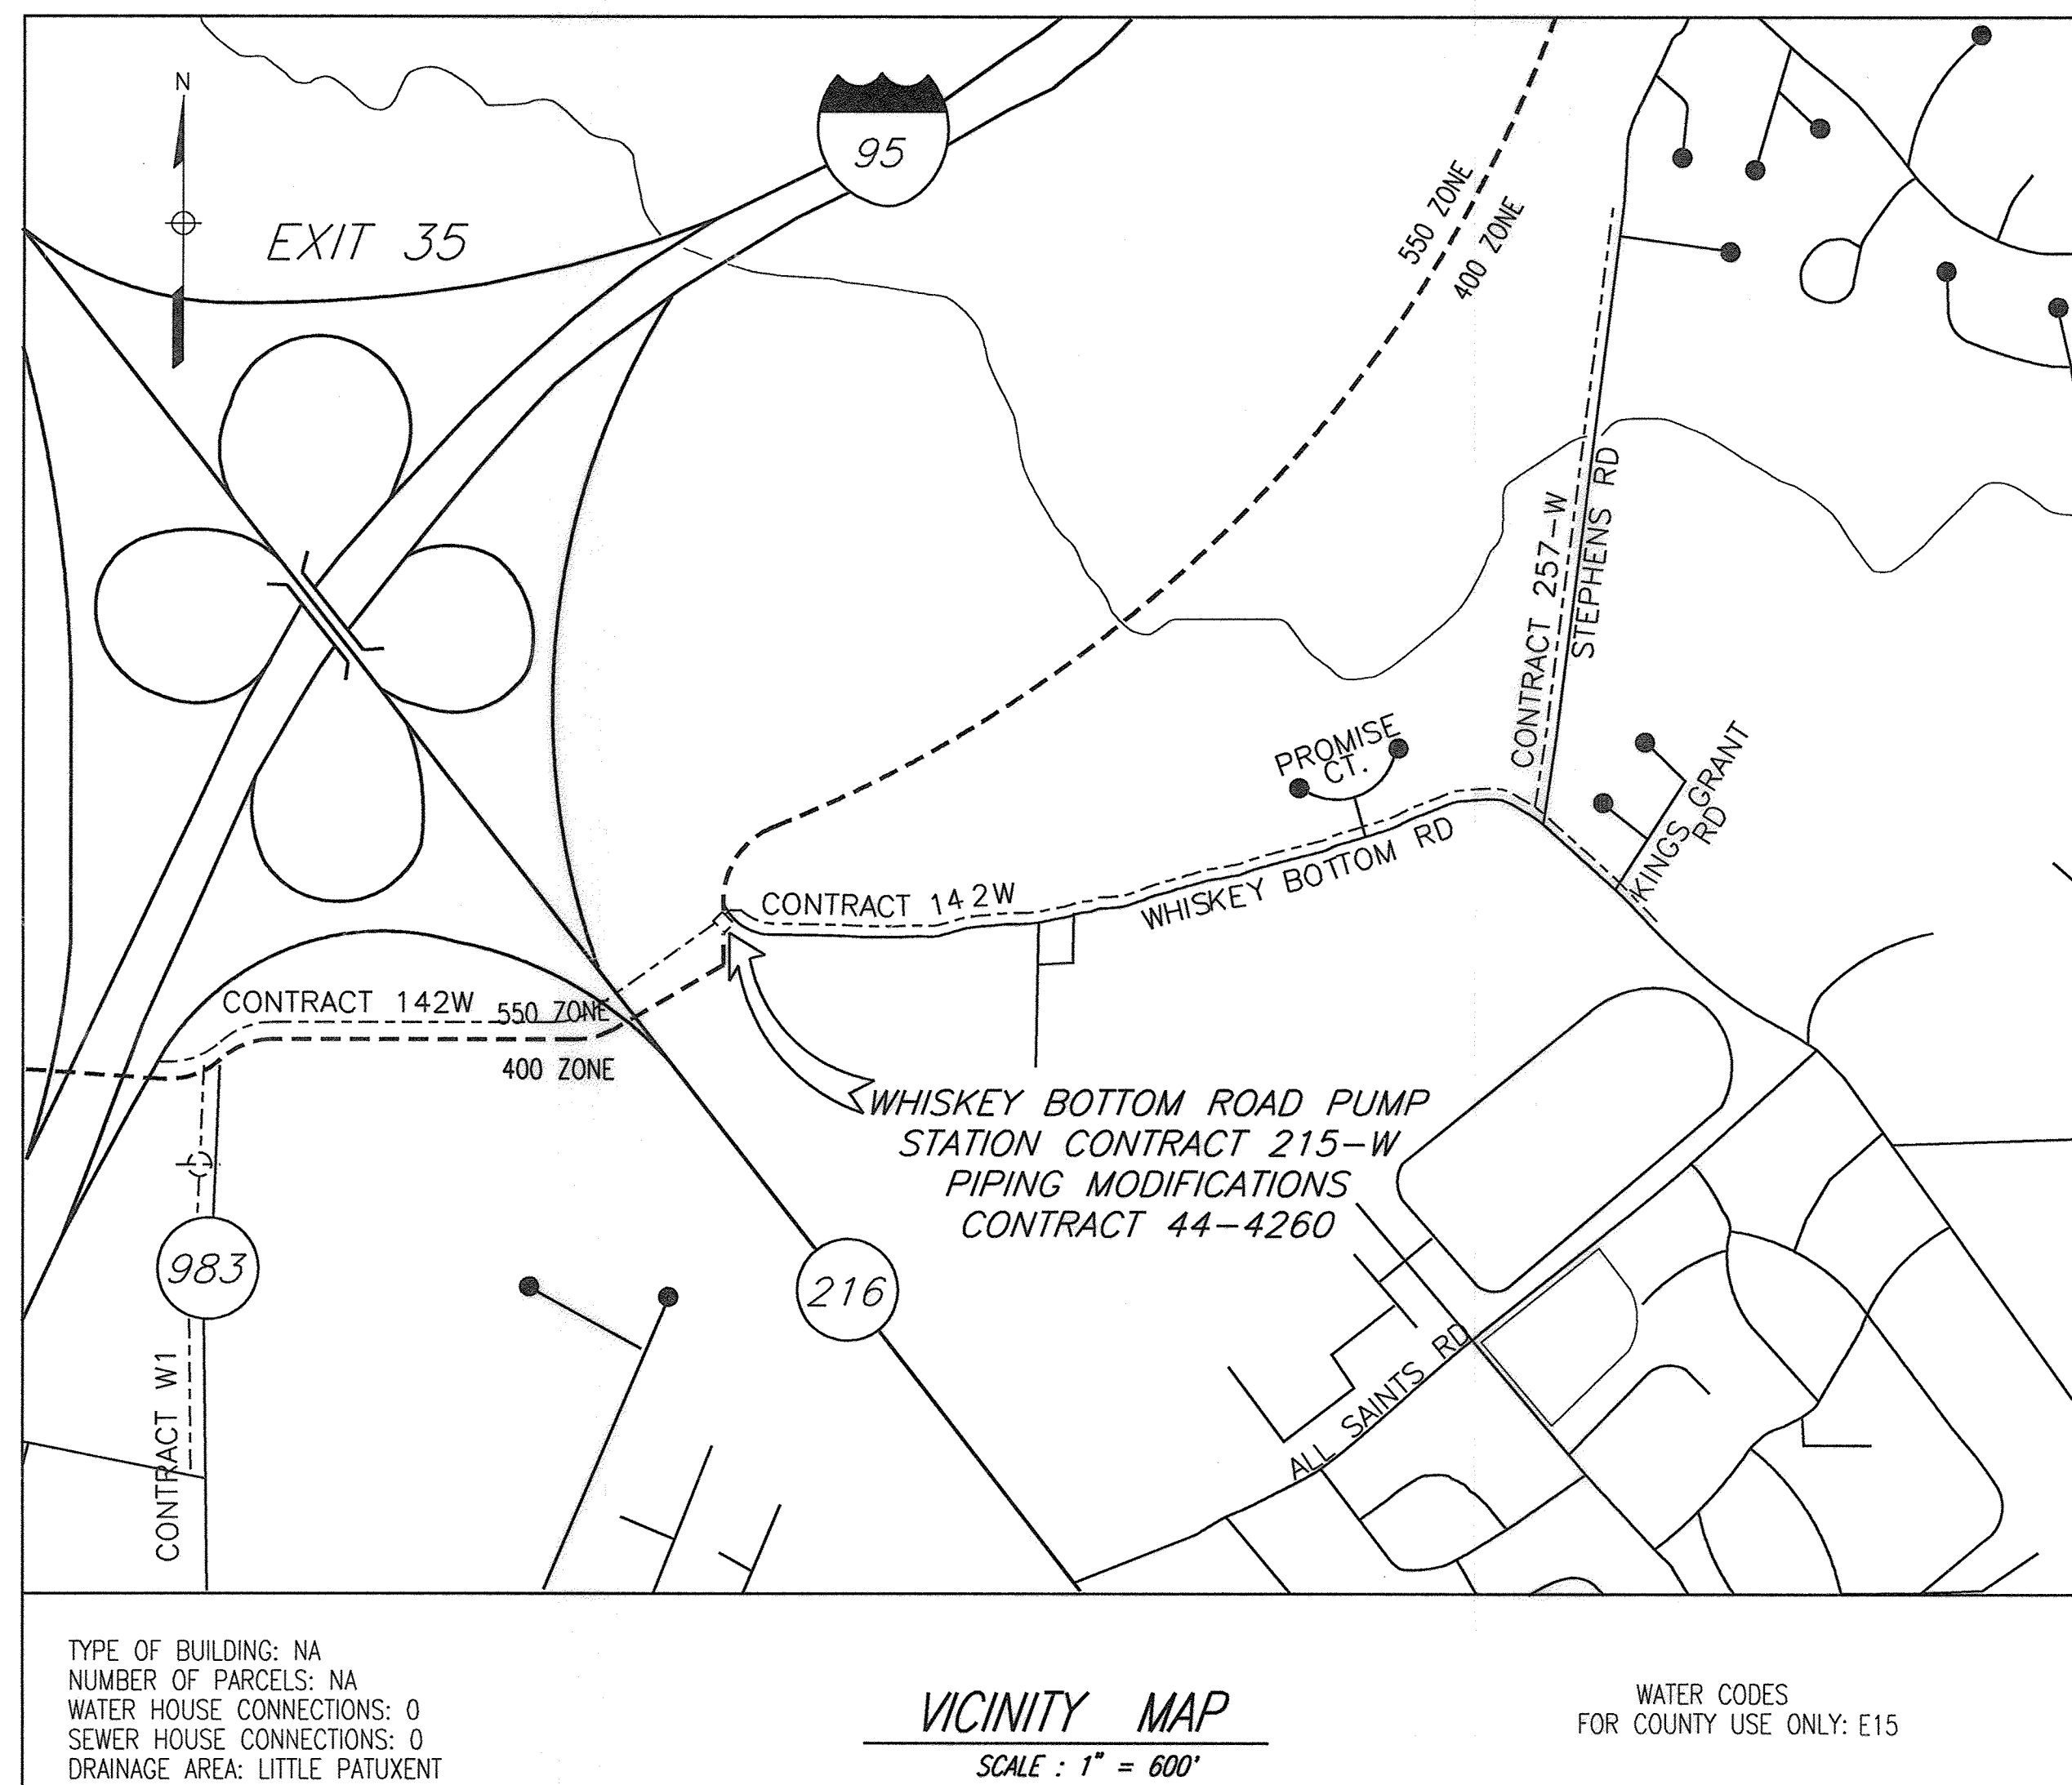 N
95
EXIT 35
550 ZONE
400 ZONE
CONTRACT 257-W
STEPHENS RD
PROMISE
CT.
KINGS GRANT
RD
CONTRACT 142W
WHISKEY BOTTOM RD
CONTRACT 142W
550 ZONE
400 ZONE
WHISKEY BOTTOM ROAD PUMP
STATION CONTRACT 215-W
PIPING MODIFICATIONS
CONTRACT 44-4260
983
216
CONTRACT W1
ALL SAINTS RD
TYPE OF BUILDING: NA
NUMBER OF PARCELS: NA
WATER HOUSE CONNECTIONS: 0
SEWER HOUSE CONNECTIONS: 0
DRAINAGE AREA: LITTLE PATUXENT
VICINITY MAP
SCALE : 1" = 600'
WATER CODES
FOR COUNTY USE ONLY: E15